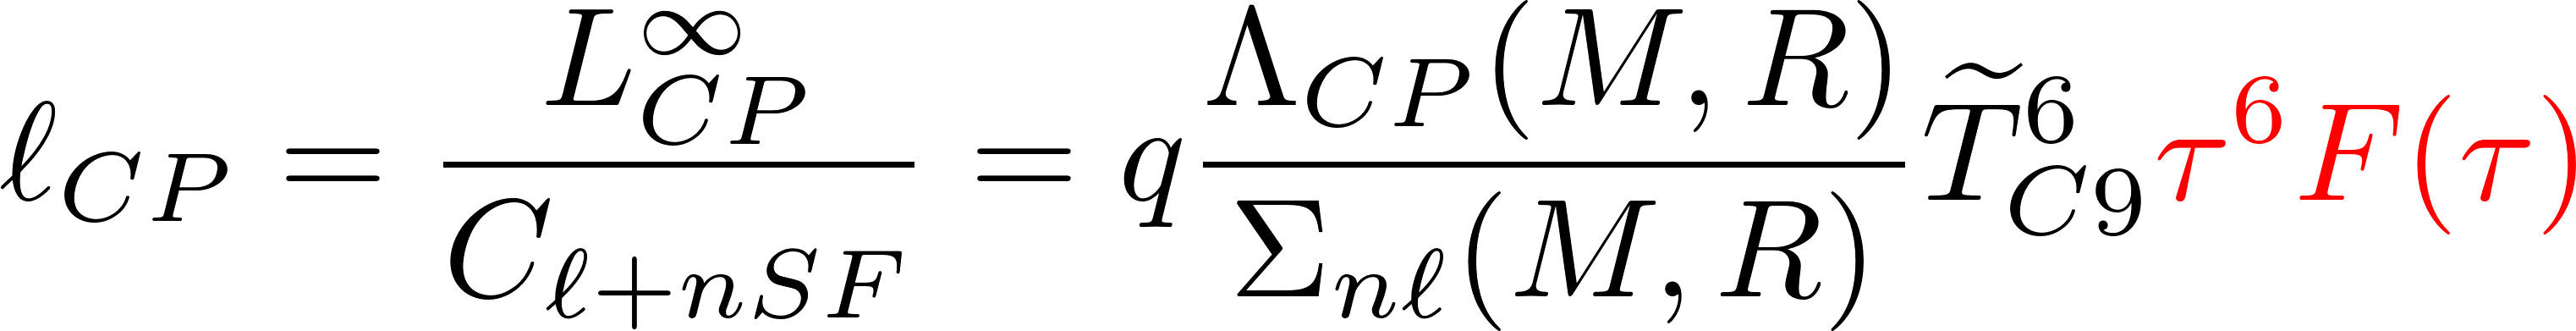 $\ell_{CP} = \frac{L_{CP}^{\infty}}{C_{\ell+nSF}} = q\frac{\Lambda_{CP}(M,R)}{\Sigma_{n\ell}(M,R)}\widetilde{T}_{C9}^{6}\tau^{6}F(\tau)$